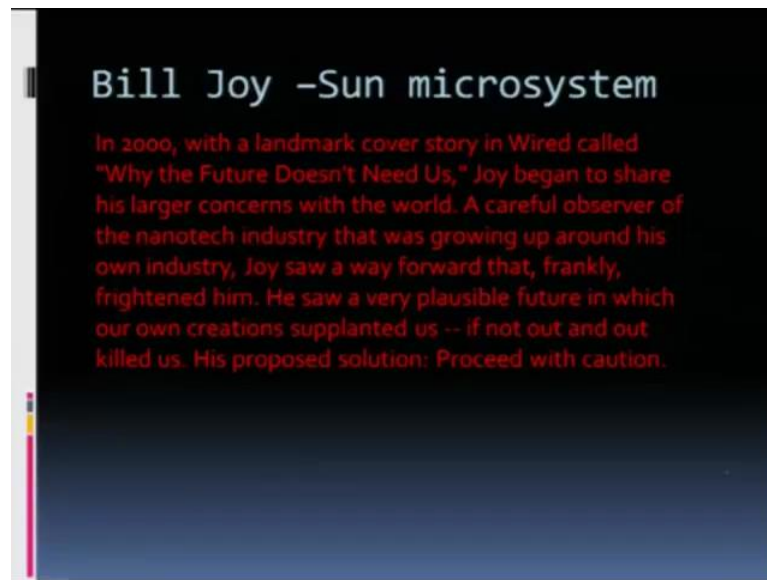 Bill Joy –Sun microsystem
In 2000, with a landmark cover story in Wired called
"Why the Future Doesn't Need Us," Joy began to share
his larger concerns with the world. A careful observer of
the nanotech industry that was growing up around his
own industry, Joy saw a way forward that, frankly,
frightened him. He saw a very plausible future in which
our own creations supplanted us -- if not out and out
killed us. His proposed solution: Proceed with caution.